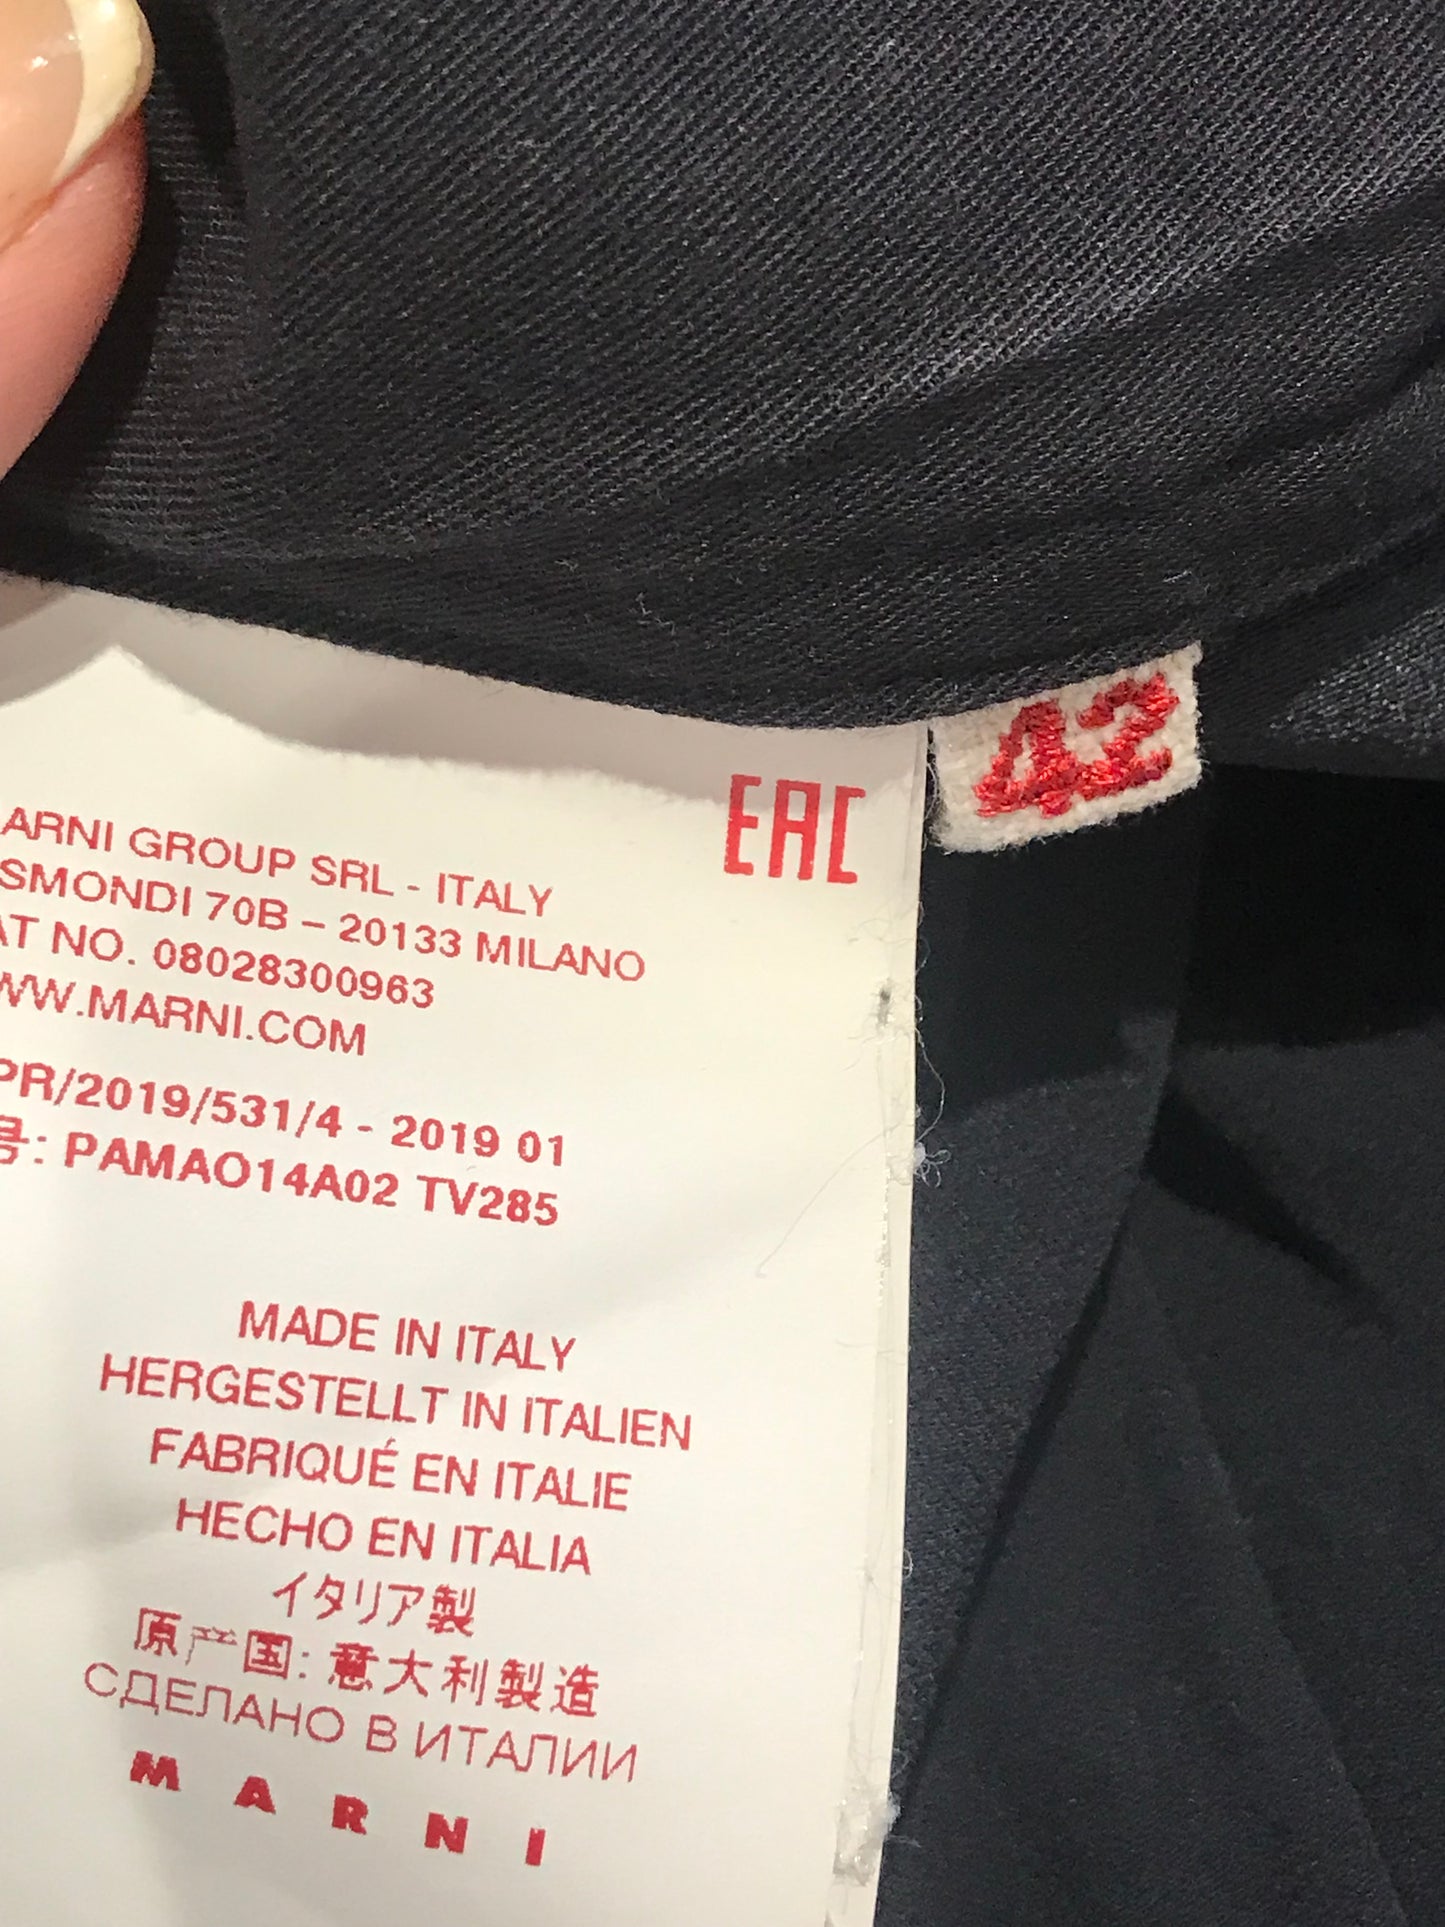 42
EAC
ARNI GROUP SRL - ITALY
SMONDI 70B – 20133 MILANO
AT NO. 08028300963
WW.MARNI.COM
PR/2019/531/4 - 2019 01
号: PAMAO14A02 TV285
MADE IN ITALY
HERGESTELLT IN ITALIEN
FABRIQUÉ EN ITALIE
HECHO EN ITALIA
イタリア製
原产国: 意大利製造
СДЕЛАНО В ИТАЛИИ
MARNI